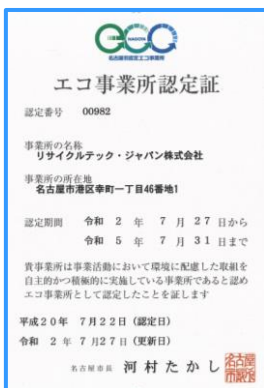 NAGOYA
名古屋市認定エコ事業所
エコ事業所認定証
認定番号 00982
事業所の名称
リサイクルテック・ジャパン株式会社
事業所の所在地
名古屋市港区幸町一丁目46番地1
認定期間 令和 2 年 7 月 27 日から
令和 5 年 7 月 31 日まで
貴事業所は事業活動において環境に配慮した取組を
自主的かつ積極的に実施している事業所であると認め
エコ事業所として認定したことを証します
平成20年 7月22日(認定日)
令和 2 年 7月27日(更新日)
名古屋市長 河村たかし